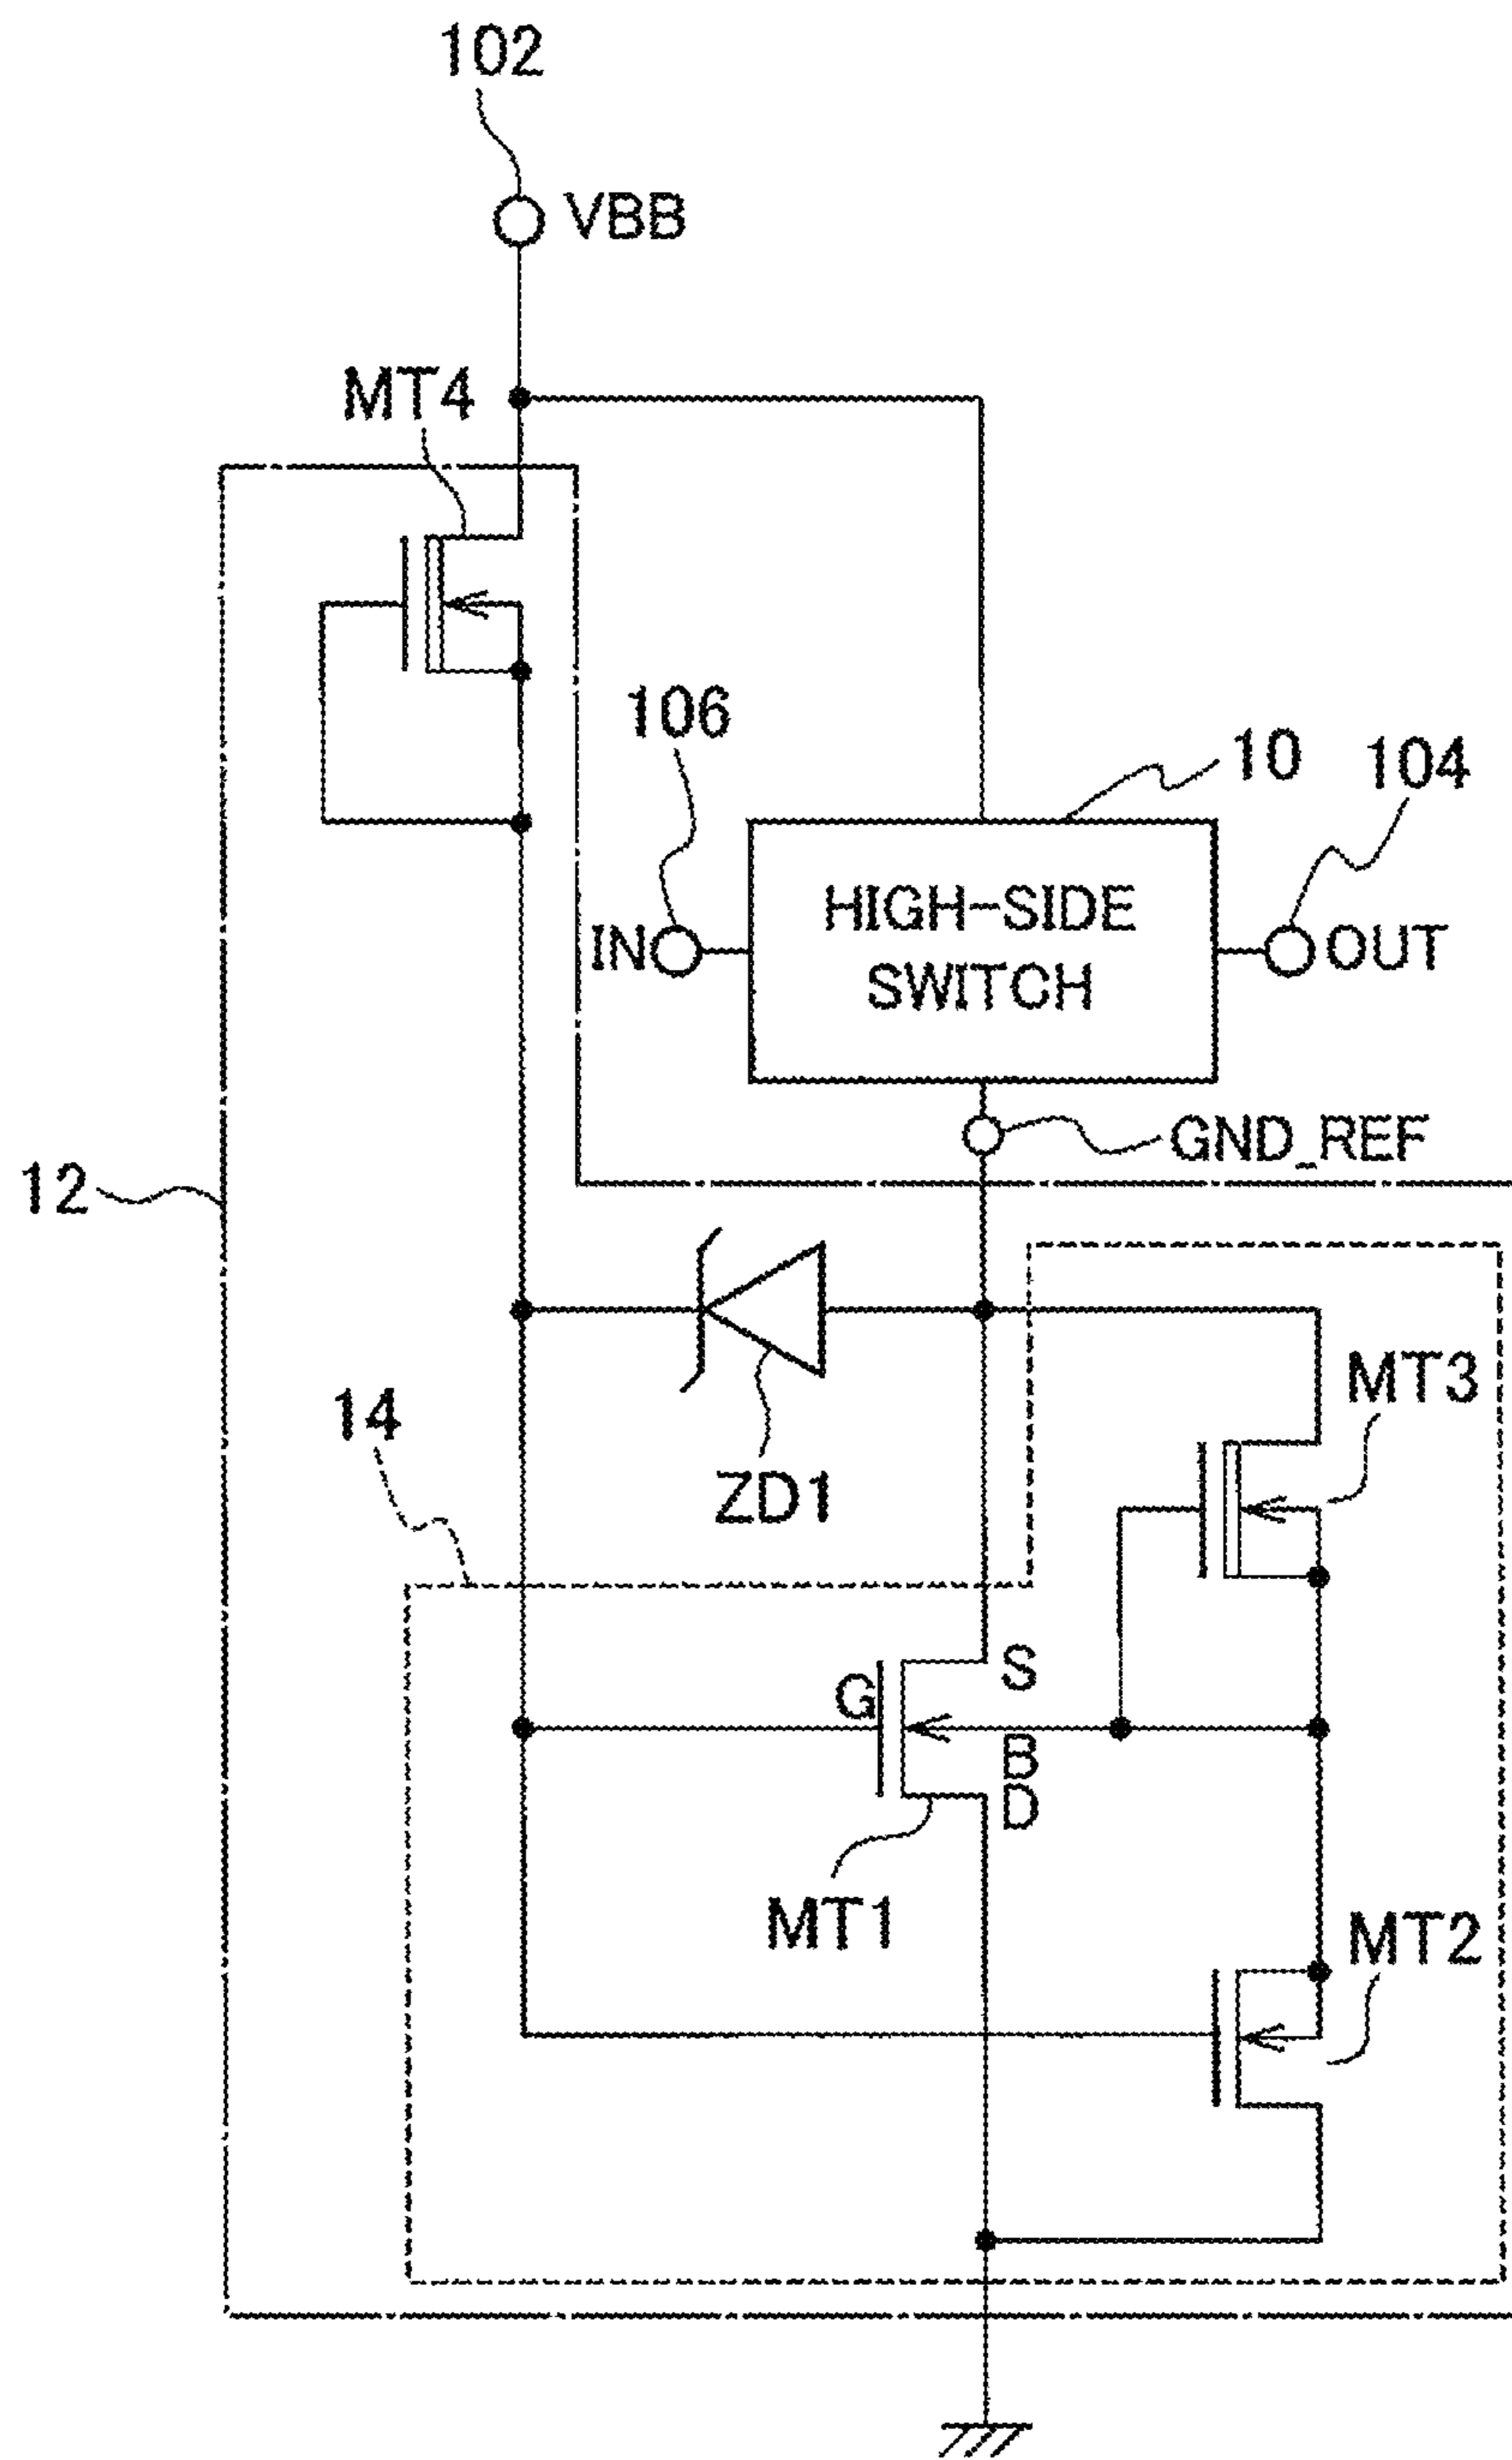 102
VBB
MT4
106
10
104
IN
HIGH-SIDE
SWITCH
OUT
GND_REF
12
MT3
14
ZD1
S
G
B
D
MT1
MT2